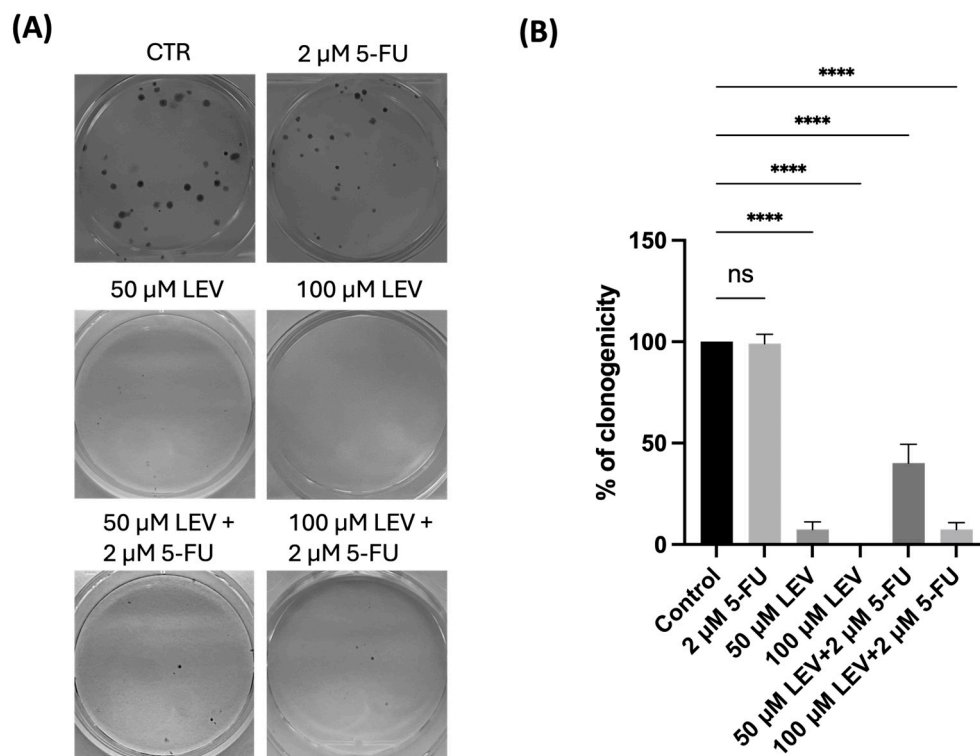 (A)
CTR
2 µM 5-FU
50 µM LEV
100 µM LEV
50 µM LEV +
2 µM 5-FU
100 µM LEV +
2 µM 5-FU
(B)
****
****
****
****
ns
150
100
50
0
% of clonogenicity
Control
2 µM 5-FU
50 µM LEV
100 µM LEV
50 µM LEV+2 µM 5-FU
100 µM LEV+2 µM 5-FU